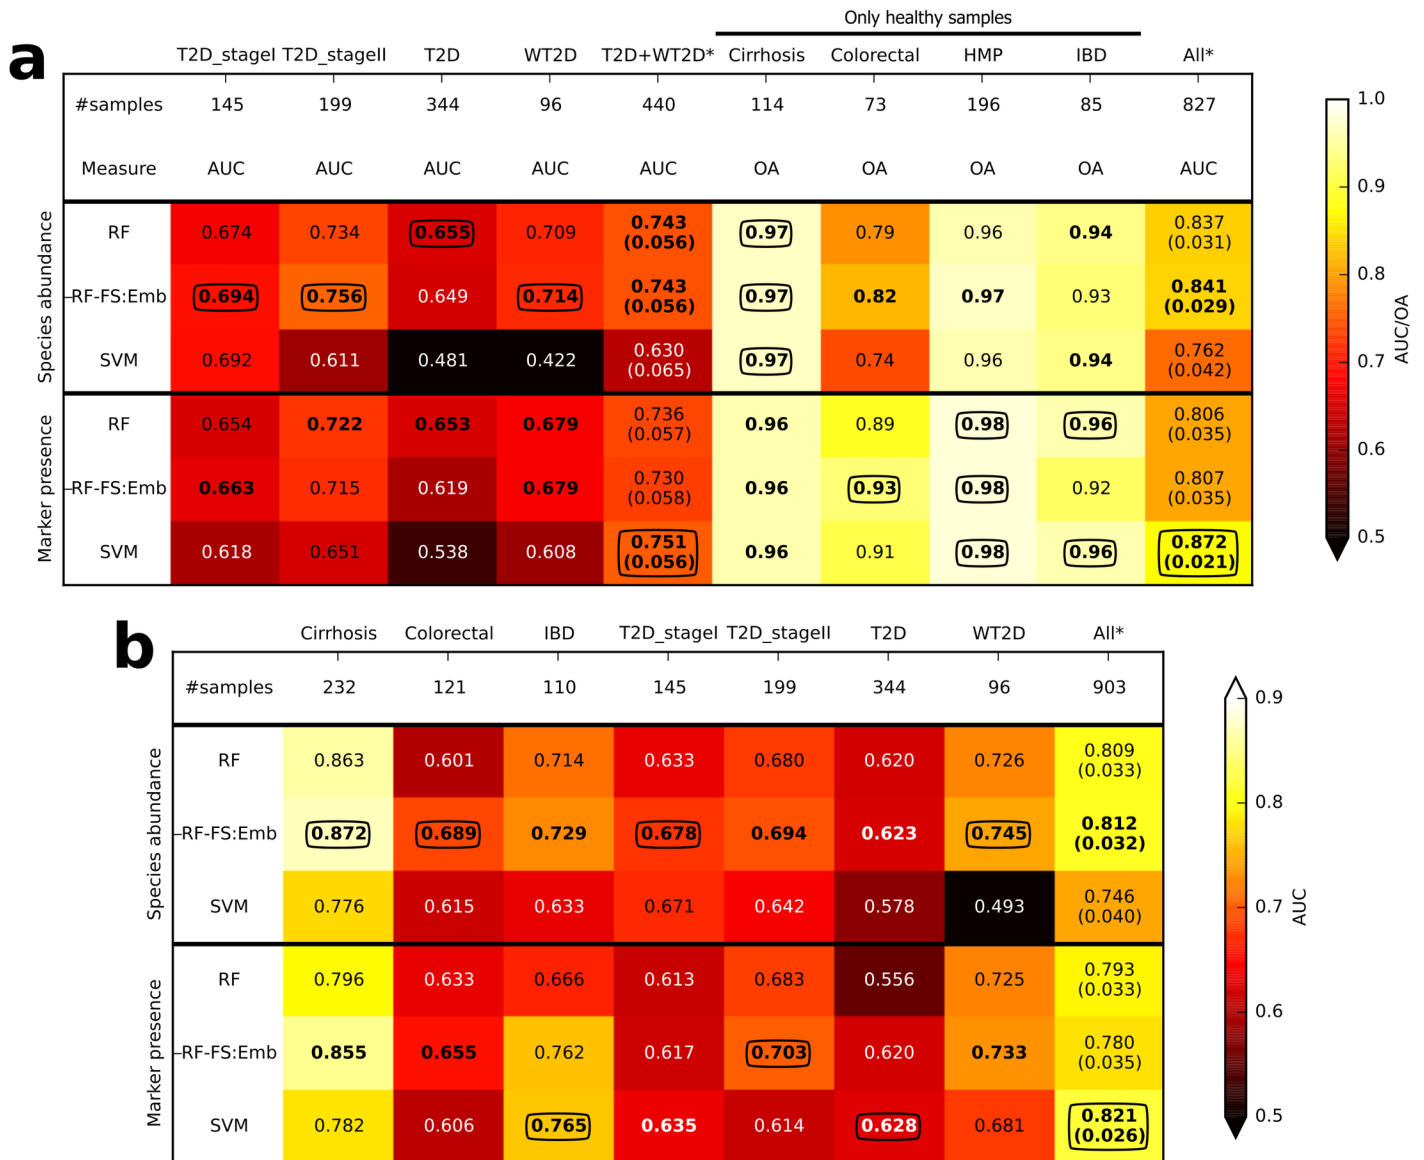 a
Only healthy samples
T2D_stageI T2D_stageII T2D WT2D T2D+WT2D* Cirrhosis Colorectal HMP IBD All*
#samples 145 199 344 96 440 114 73 196 85 827
Measure AUC AUC AUC AUC AUC OA OA OA OA AUC
Species abundance
RF 0.674 0.734 0.655 0.709 0.743 (0.056) 0.97 0.79 0.96 0.94 0.837 (0.031)
RF-FS:Emb 0.694 0.756 0.649 0.714 0.743 (0.056) 0.97 0.82 0.97 0.93 0.841 (0.029)
SVM 0.692 0.611 0.481 0.422 0.630 (0.065) 0.97 0.74 0.96 0.94 0.762 (0.042)
Marker presence
RF 0.654 0.722 0.653 0.679 0.736 (0.057) 0.96 0.89 0.98 0.96 0.806 (0.035)
RF-FS:Emb 0.663 0.715 0.619 0.679 0.730 (0.058) 0.96 0.93 0.98 0.92 0.807 (0.035)
SVM 0.618 0.651 0.538 0.608 0.751 (0.056) 0.96 0.91 0.98 0.96 0.872 (0.021)
1.0
0.9
0.8
0.7
0.6
0.5
AUC/OA
b
Cirrhosis Colorectal IBD T2D_stageI T2D_stageII T2D WT2D All*
#samples 232 121 110 145 199 344 96 903
Species abundance
RF 0.863 0.601 0.714 0.633 0.680 0.620 0.726 0.809 (0.033)
RF-FS:Emb 0.872 0.689 0.729 0.678 0.694 0.623 0.745 0.812 (0.032)
SVM 0.776 0.615 0.633 0.671 0.642 0.578 0.493 0.746 (0.040)
Marker presence
RF 0.796 0.633 0.666 0.613 0.683 0.556 0.725 0.793 (0.033)
RF-FS:Emb 0.855 0.655 0.762 0.617 0.703 0.620 0.733 0.780 (0.035)
SVM 0.782 0.606 0.765 0.635 0.614 0.628 0.681 0.821 (0.026)
0.9
0.8
0.7
0.6
0.5
AUC